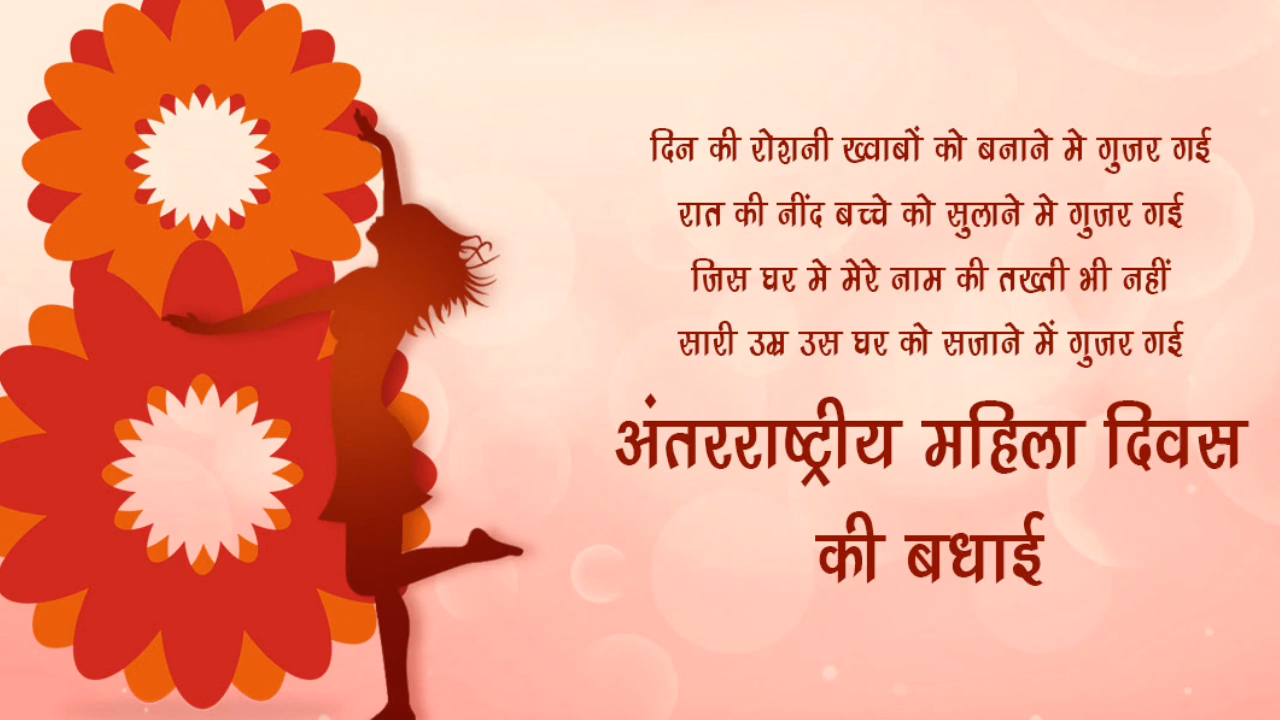 दिन की रोशनी ख्वाबों को बनाने मे गुजर गई
रात की नींद बच्चे को सुलाने मे गुजर गई
जिस घर मे मेरे नाम की तख्ती भी नहीं
सारी उम्र उस घर को सजाने में गुजर गई
अंतरराष्ट्रीय महिला दिवस
की बधाई